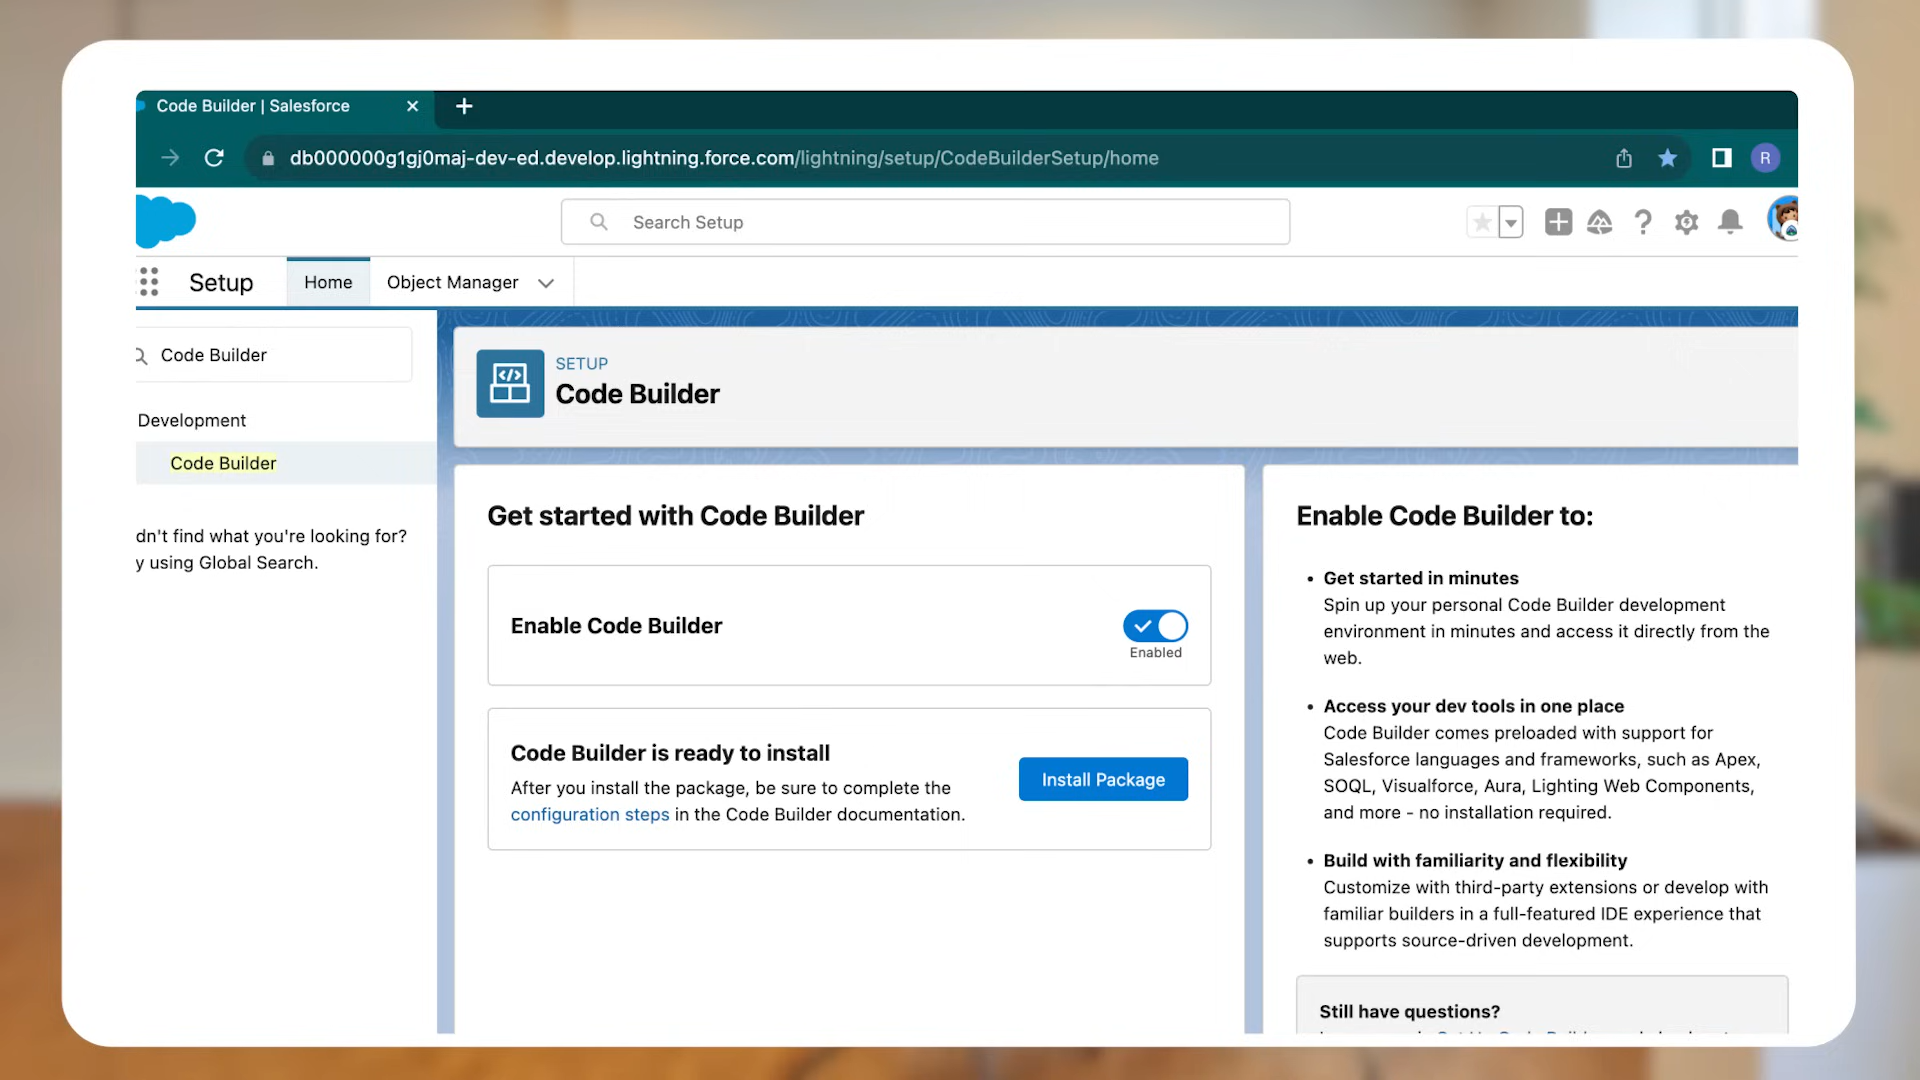 Code Builder | Salesforce
db000000g1gj0maj-dev-ed.develop.lightning.force.com/lightning/setup/CodeBuilderSetup/home
R
Search Setup
Setup
Home
Object Manager
Code Builder
Development
Code Builder
dn't find what you're looking for?
y using Global Search.
SETUP
Code Builder
Get started with Code Builder
Enable Code Builder
Enabled
Code Builder is ready to install
After you install the package, be sure to complete the
configuration steps in the Code Builder documentation.
Install Package
Enable Code Builder to:
• Get started in minutes
Spin up your personal Code Builder development
environment in minutes and access it directly from the
web.
• Access your dev tools in one place
Code Builder comes preloaded with support for
Salesforce languages and frameworks, such as Apex,
SOQL, Visualforce, Aura, Lighting Web Components,
and more - no installation required.
• Build with familiarity and flexibility
Customize with third-party extensions or develop with
familiar builders in a full-featured IDE experience that
supports source-driven development.
Still have questions?